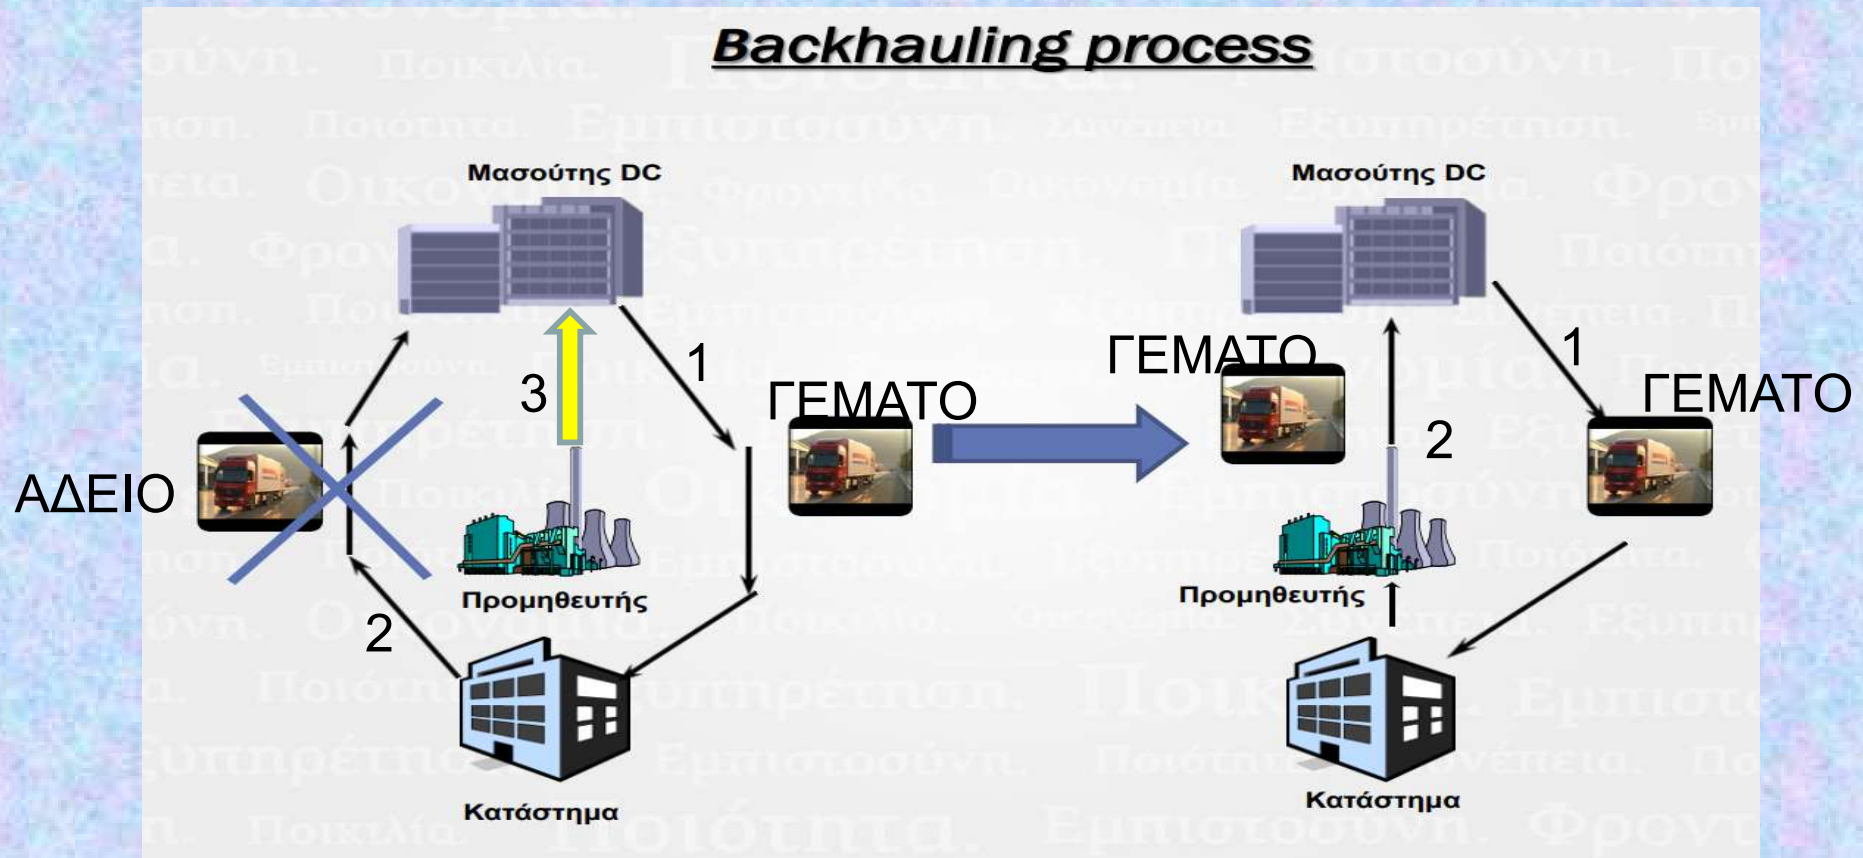 Backhauling process
Μασούτης DC
Μασούτης DC
1
ΓΕΜΑΤΟ
1
3
ΓΕΜΑΤΟ
ΓΕΜΑΤΟ
2
ΑΔΕΙΟ
Προμηθευτής
Προμηθευτής
2
Κατάστημα
Κατάστημα